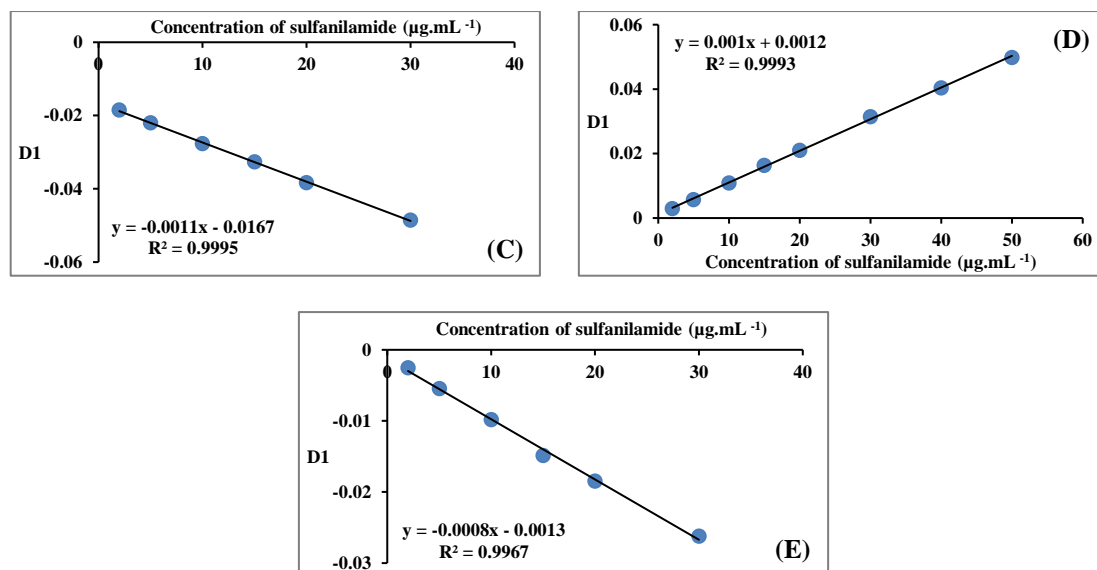 Concentration of sulfanilamide (µg.mL -1)
0
0 10 20 30 40
-0.02
D1
-0.04
y = -0.0011x - 0.0167
R² = 0.9995
(C)
-0.06
0.06
y = 0.001x + 0.0012
(D)
R² = 0.9993
0.04
D1
0.02
0
0 10 20 30 40 50 60
Concentration of sulfanilamide (µg.mL -1)
Concentration of sulfanilamide (µg.mL -1)
0
0 10 20 30 40
-0.01
D1
-0.02
y = -0.0008x - 0.0013
R² = 0.9967
(E)
-0.03